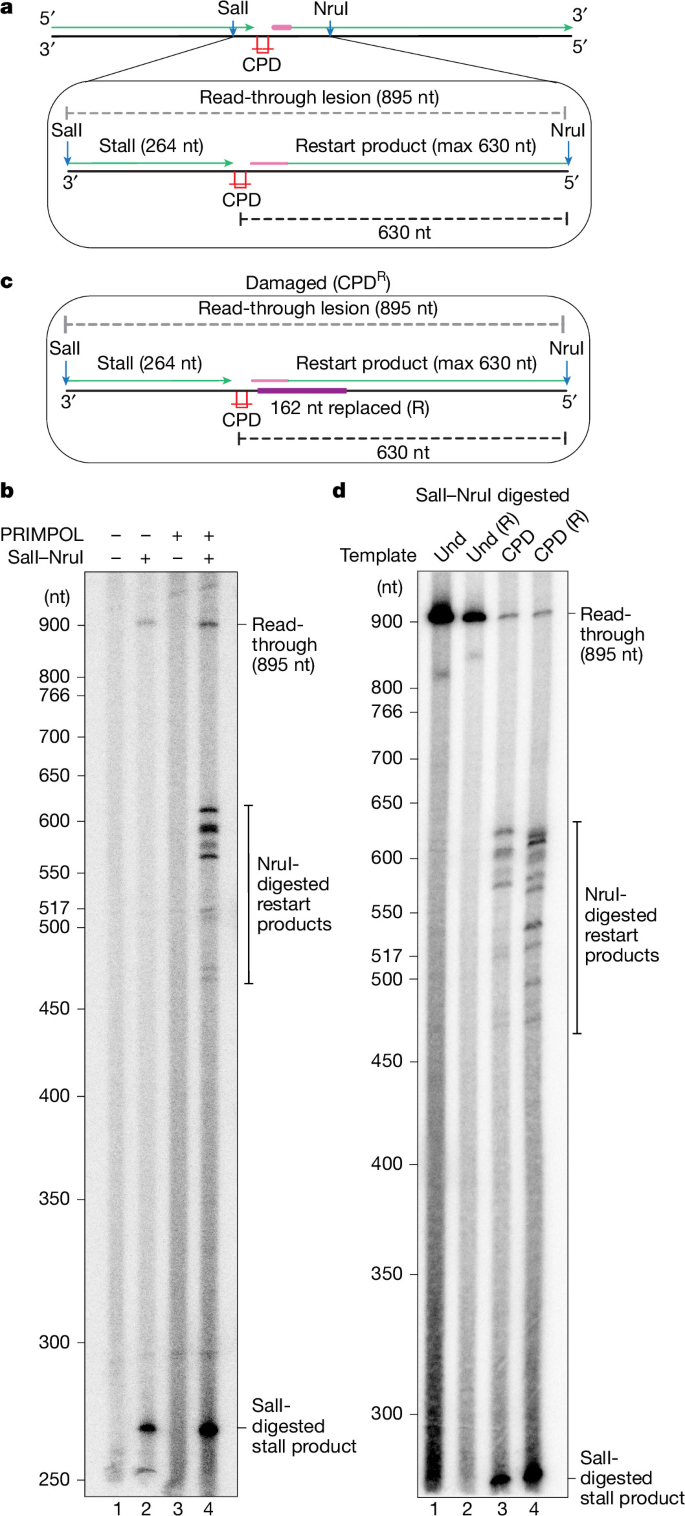 a
SalI
NruI
5′
3′
3′
5′
CPD
Read-through lesion (895 nt)
SalI
NruI
Stall (264 nt)
Restart product (max 630 nt)
3′
5′
CPD
630 nt
c
Damaged (CPDR)
Read-through lesion (895 nt)
SalI
NruI
Stall (264 nt)
Restart product (max 630 nt)
3′
5′
CPD
162 nt replaced (R)
630 nt
b
PRIMPOL – – + +
SalI–NruI – + – +
(nt)
900
800
766
700
650
600
550
517
500
450
400
350
300
250
Read-
through
(895 nt)
NruI-
digested
restart
products
SalI-
digested
stall product
1 2 3 4
d
SalI–NruI digested
Template Und Und (R) CPD CPD (R)
(nt)
900
800
766
700
650
600
550
517
500
450
400
350
300
Read-
through
(895 nt)
NruI-
digested
restart
products
SalI-
digested
stall product
1 2 3 4